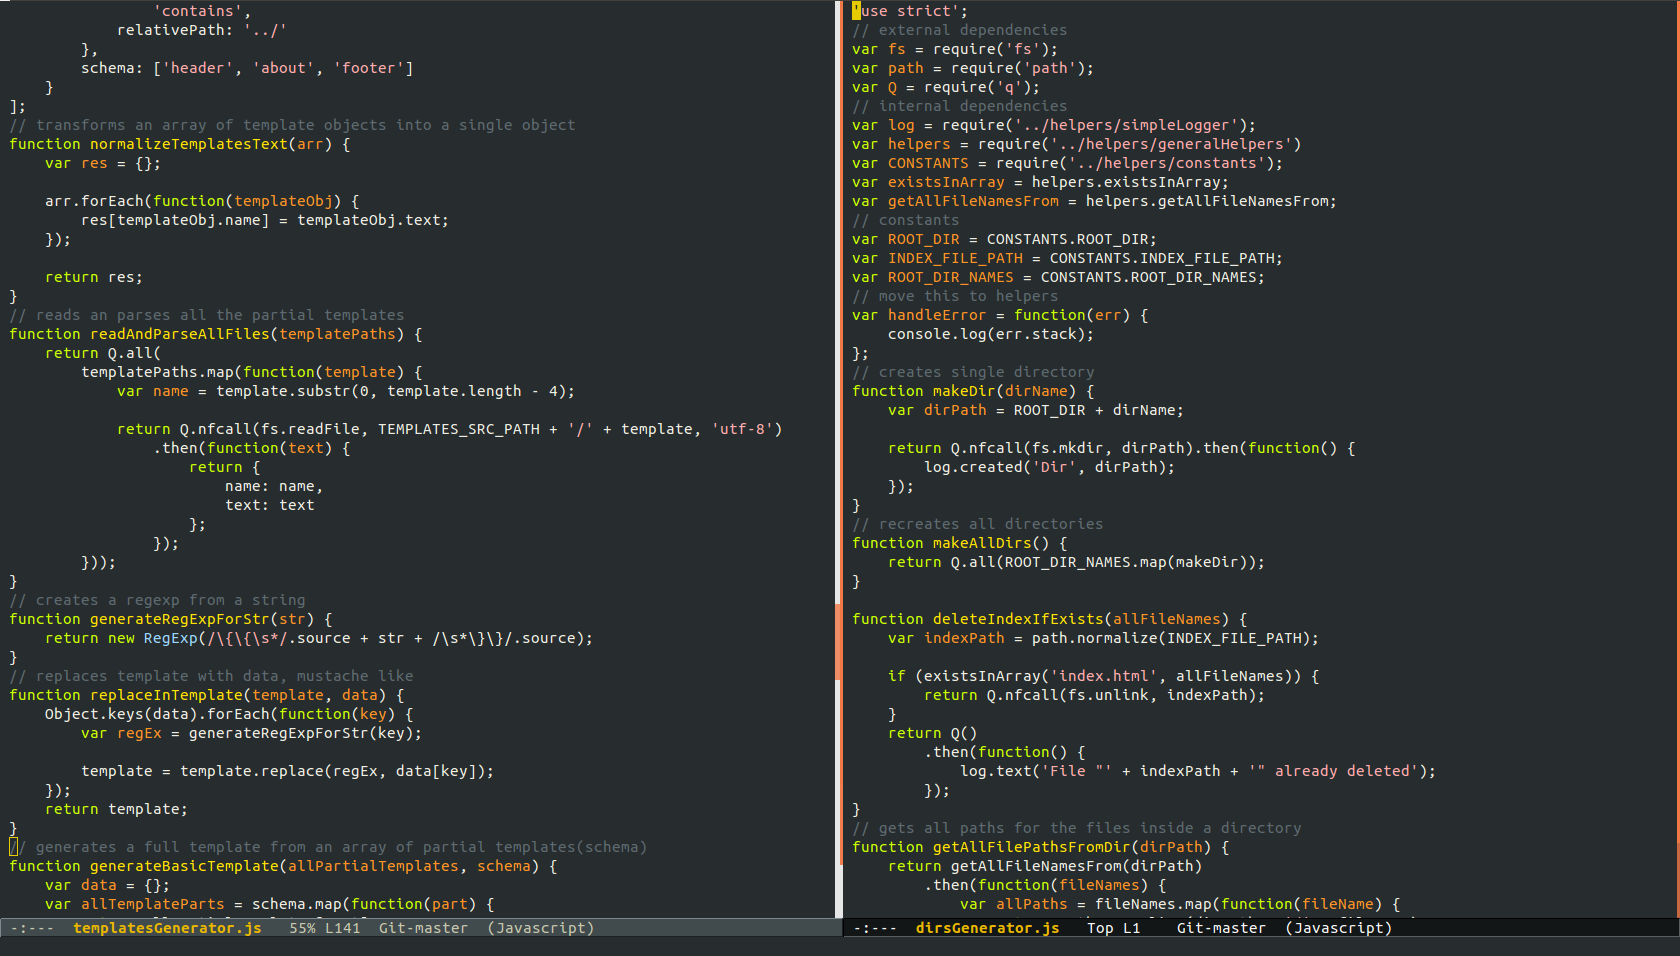 'contains',
            relativePath: '../'
        },
        schema: ['header', 'about', 'footer']
    }
];
// transforms an array of template objects into a single object
function normalizeTemplatesText(arr) {
    var res = {};

    arr.forEach(function(templateObj) {
        res[templateObj.name] = templateObj.text;
    });

    return res;
}
// reads an parses all the partial templates
function readAndParseAllFiles(templatePaths) {
    return Q.all(
        templatePaths.map(function(template) {
            var name = template.substr(0, template.length - 4);

            return Q.nfcall(fs.readFile, TEMPLATES_SRC_PATH + '/' + template, 'utf-8')
                .then(function(text) {
                    return {
                        name: name,
                        text: text
                    };
                });
        }));
}
// creates a regexp from a string
function generateRegExpForStr(str) {
    return new RegExp(/\{\{\s*/.source + str + /\s*\}\}/.source);
}
// replaces template with data, mustache like
function replaceInTemplate(template, data) {
    Object.keys(data).forEach(function(key) {
        var regEx = generateRegExpForStr(key);

        template = template.replace(regEx, data[key]);
    });
    return template;
}
// generates a full template from an array of partial templates(schema)
function generateBasicTemplate(allPartialTemplates, schema) {
    var data = {};
    var allTemplateParts = schema.map(function(part) {
-:---  templatesGenerator.js   55% L141  Git-master  (Javascript)
'use strict';
// external dependencies
var fs = require('fs');
var path = require('path');
var Q = require('q');
// internal dependencies
var log = require('../helpers/simpleLogger');
var helpers = require('../helpers/generalHelpers')
var CONSTANTS = require('../helpers/constants');
var existsInArray = helpers.existsInArray;
var getAllFileNamesFrom = helpers.getAllFileNamesFrom;
// constants
var ROOT_DIR = CONSTANTS.ROOT_DIR;
var INDEX_FILE_PATH = CONSTANTS.INDEX_FILE_PATH;
var ROOT_DIR_NAMES = CONSTANTS.ROOT_DIR_NAMES;
// move this to helpers
var handleError = function(err) {
    console.log(err.stack);
};
// creates single directory
function makeDir(dirName) {
    var dirPath = ROOT_DIR + dirName;

    return Q.nfcall(fs.mkdir, dirPath).then(function() {
        log.created('Dir', dirPath);
    });
}
// recreates all directories
function makeAllDirs() {
    return Q.all(ROOT_DIR_NAMES.map(makeDir));
}

function deleteIndexIfExists(allFileNames) {
    var indexPath = path.normalize(INDEX_FILE_PATH);

    if (existsInArray('index.html', allFileNames)) {
        return Q.nfcall(fs.unlink, indexPath);
    }
    return Q()
        .then(function() {
            log.text('File "' + indexPath + '" already deleted');
        });
}
// gets all paths for the files inside a directory
function getAllFilePathsFromDir(dirPath) {
    return getAllFileNamesFrom(dirPath)
        .then(function(fileNames) {
            var allPaths = fileNames.map(function(fileName) {
-:---  dirsGenerator.js   Top L1    Git-master  (Javascript)